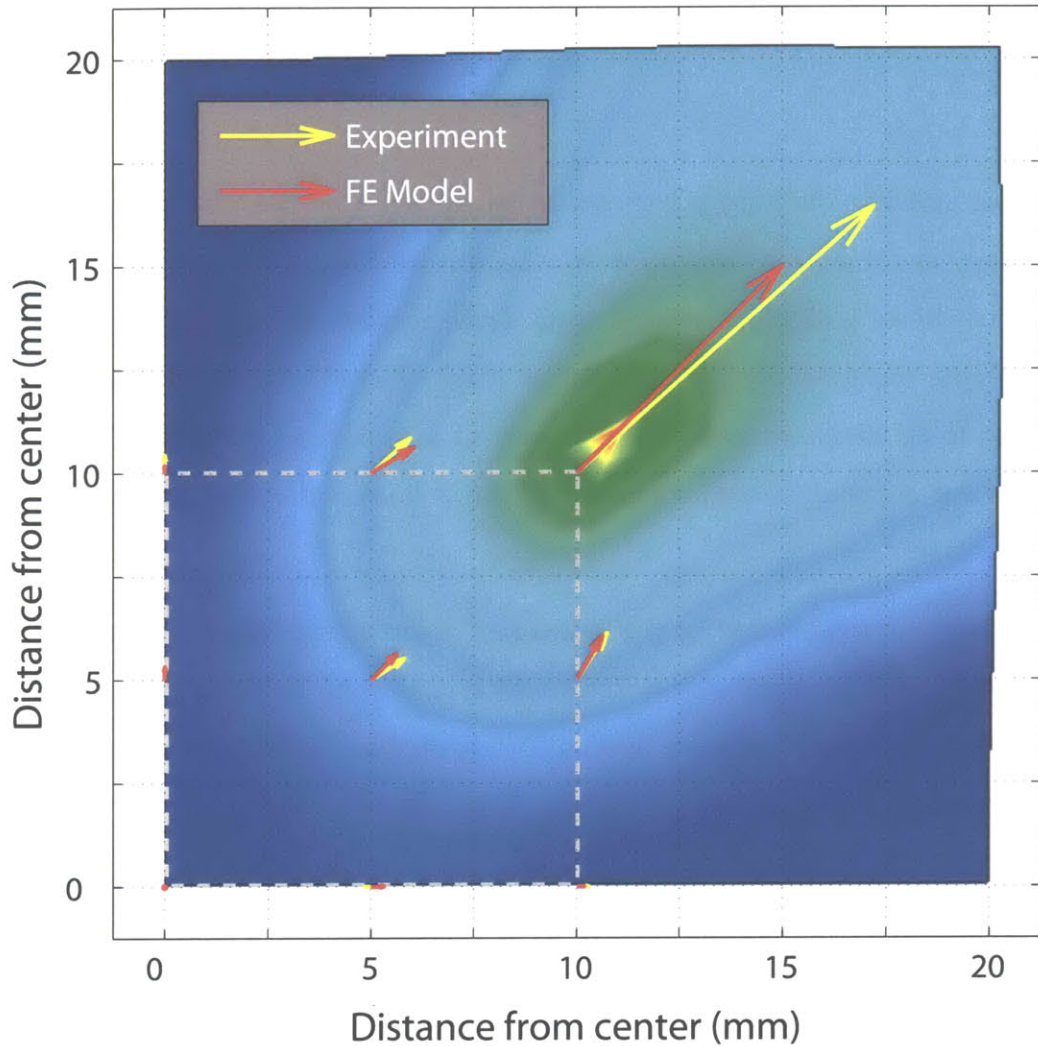 20
Experiment
FE Model
15
10
5
0
0 5 10 15 20
Distance from center (mm)
Distance from center (mm)